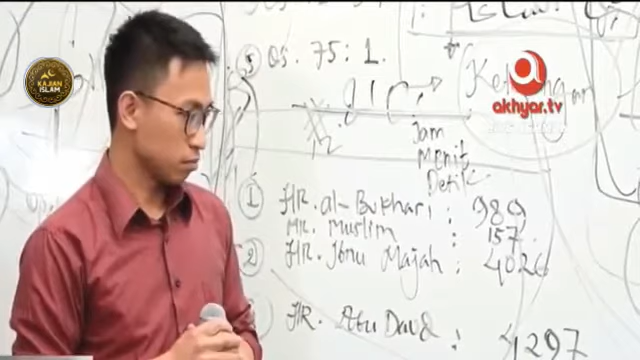 KAJIAN
ISLAM
akhyar.tv
⑤ QS. 75: 1.
Jam
Menit
Detik.
① HR. al-Bukhari : 989
HR. Muslim : 157
② HR. Ibnu Majah : 4026
HR. Abu Daud : 4297